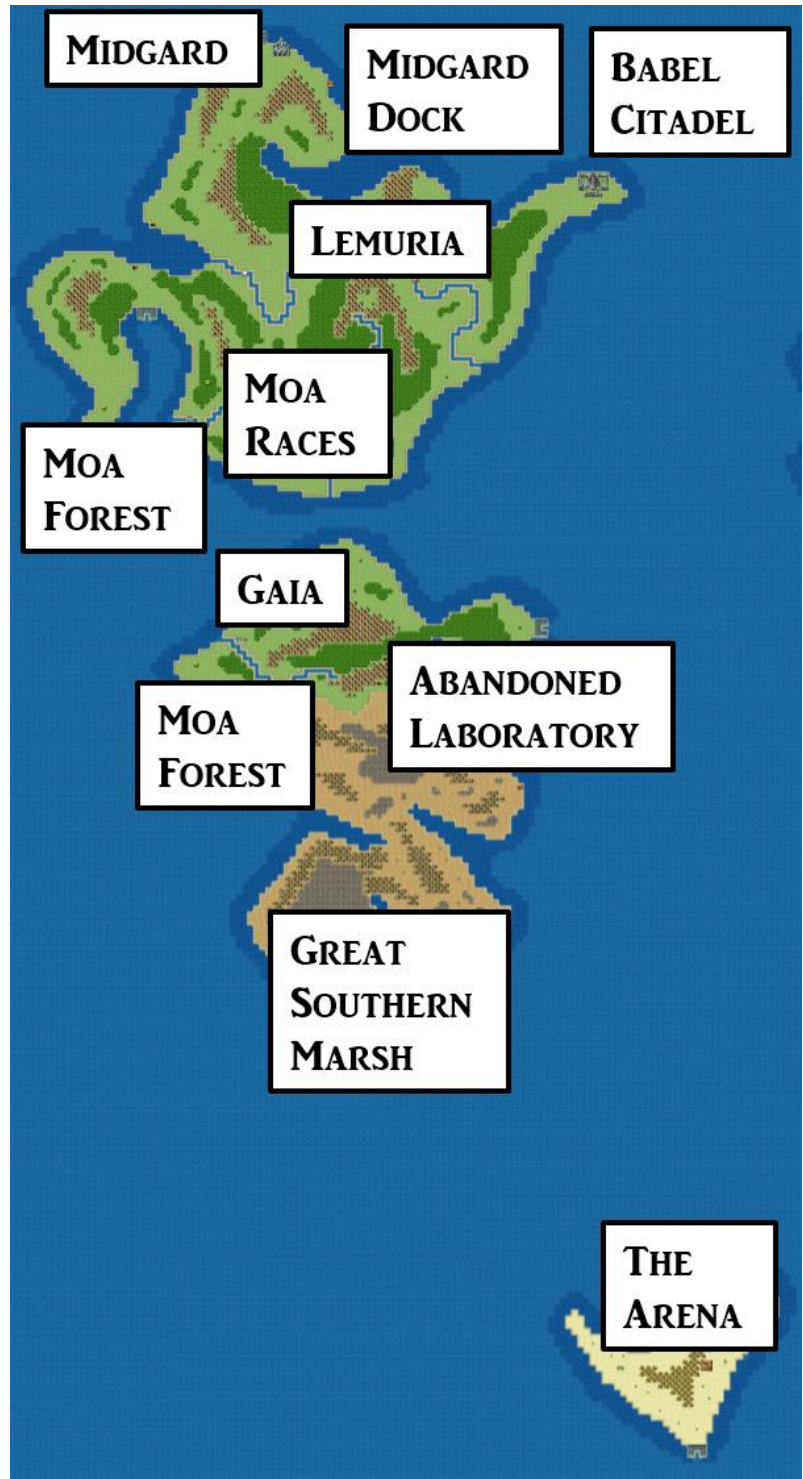 Midgard
Midgard
Dock
Babel
Citadel
Lemuria
Moa
Races
Moa
Forest
Gaia
Abandoned
Laboratory
Moa
Forest
Great
Southern
Marsh
The
Arena